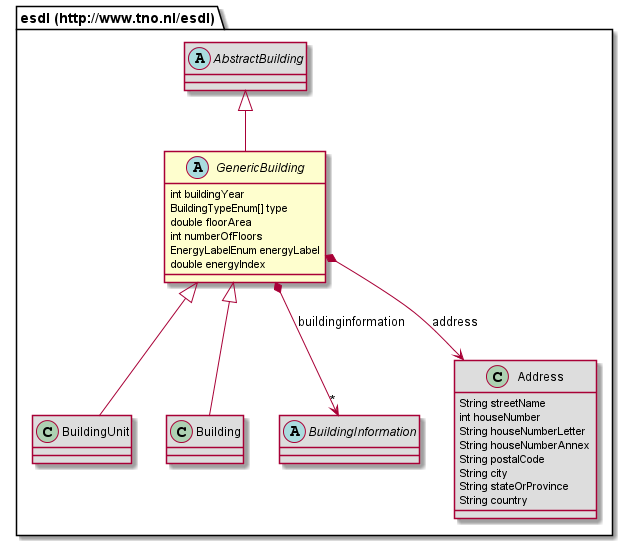 esdl (http://www.tno.nl/esdl)
A AbstractBuilding
A GenericBuilding
int buildingYear
BuildingTypeEnum[] type
double floorArea
int numberOfFloors
EnergyLabelEnum energyLabel
double energyIndex
buildinginformation
address
*
C BuildingUnit
C Building
A BuildingInformation
C Address
String streetName
int houseNumber
String houseNumberLetter
String houseNumberAnnex
String postalCode
String city
String stateOrProvince
String country